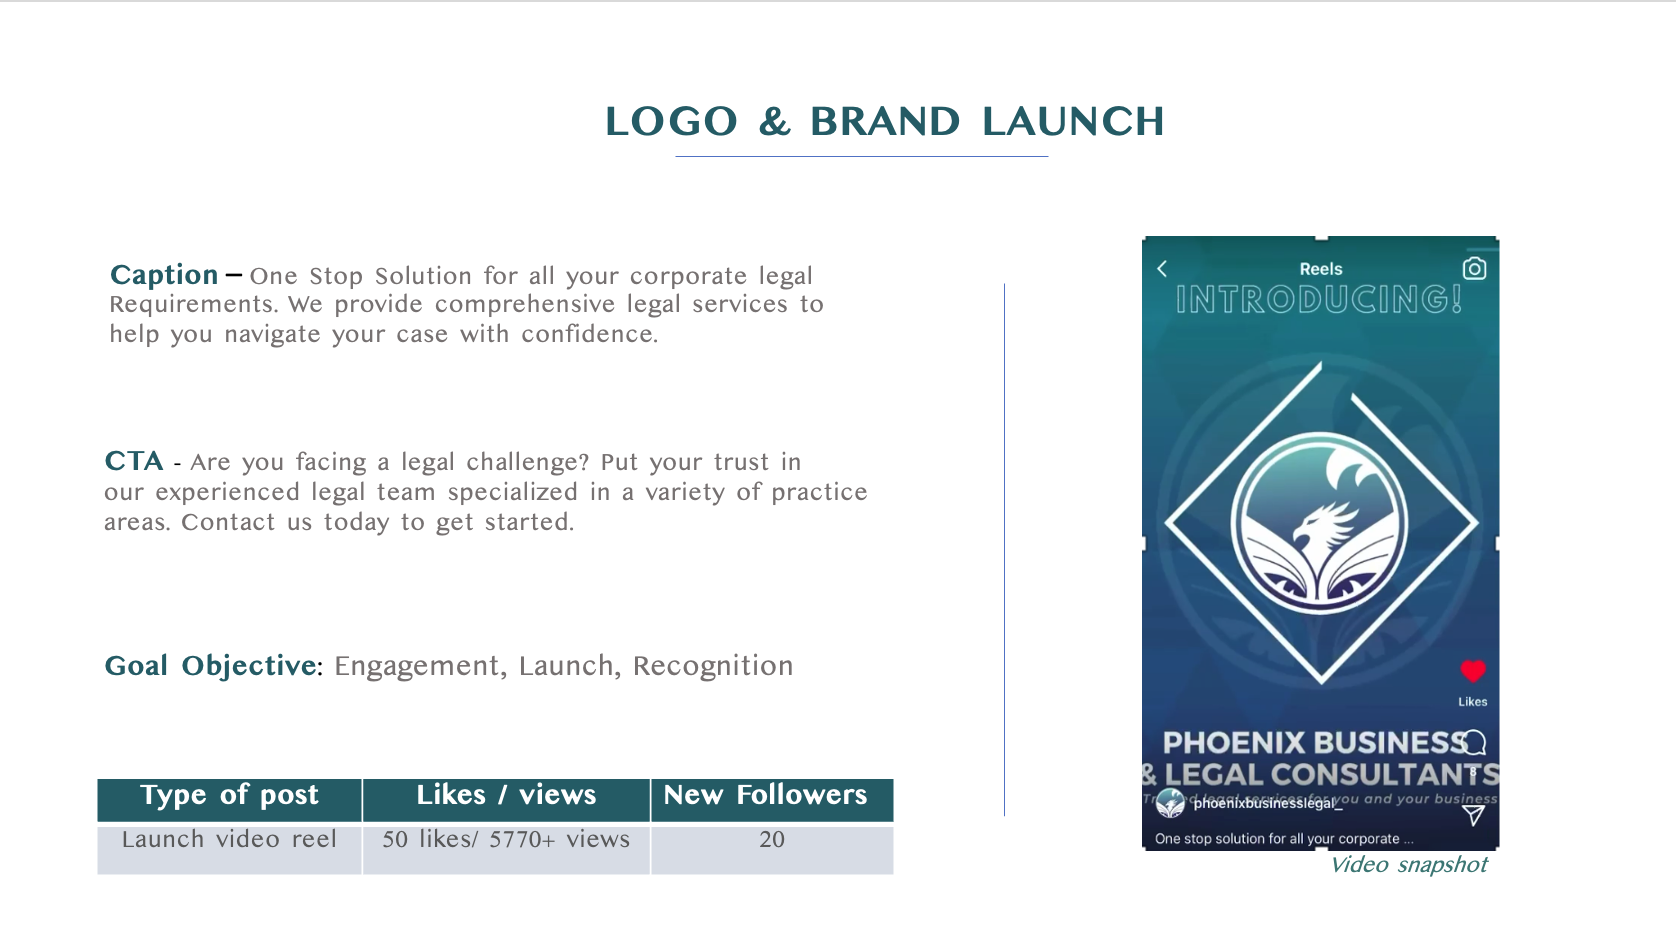 LOGO & BRAND LAUNCH
Caption – One Stop Solution for all your corporate legal
Requirements. We provide comprehensive legal services to
help you navigate your case with confidence.
CTA - Are you facing a legal challenge? Put your trust in
our experienced legal team specialized in a variety of practice
areas. Contact us today to get started.
Goal Objective: Engagement, Launch, Recognition
Type of post Likes / views New Followers
Launch video reel 50 likes/ 5770+ views 20
Reels
INTRODUCING!
Likes
PHOENIX BUSINESS
& LEGAL CONSULTANTS
8
legal services for you and your business
phoenixbusinesslegal_
One stop solution for all your corporate ...
Video snapshot